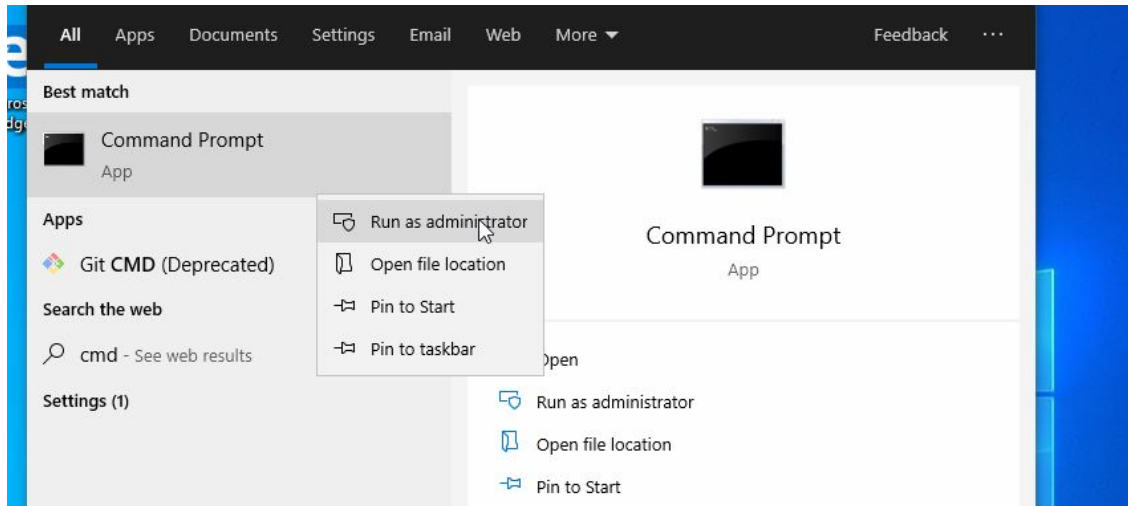 All Apps Documents Settings Email Web More Feedback ...
Best match
Command Prompt
App
Apps
Git CMD (Deprecated)
Search the web
cmd - See web results
Settings (1)
Run as administrator
Open file location
Pin to Start
Pin to taskbar
Command Prompt
App
Open
Run as administrator
Open file location
Pin to Start